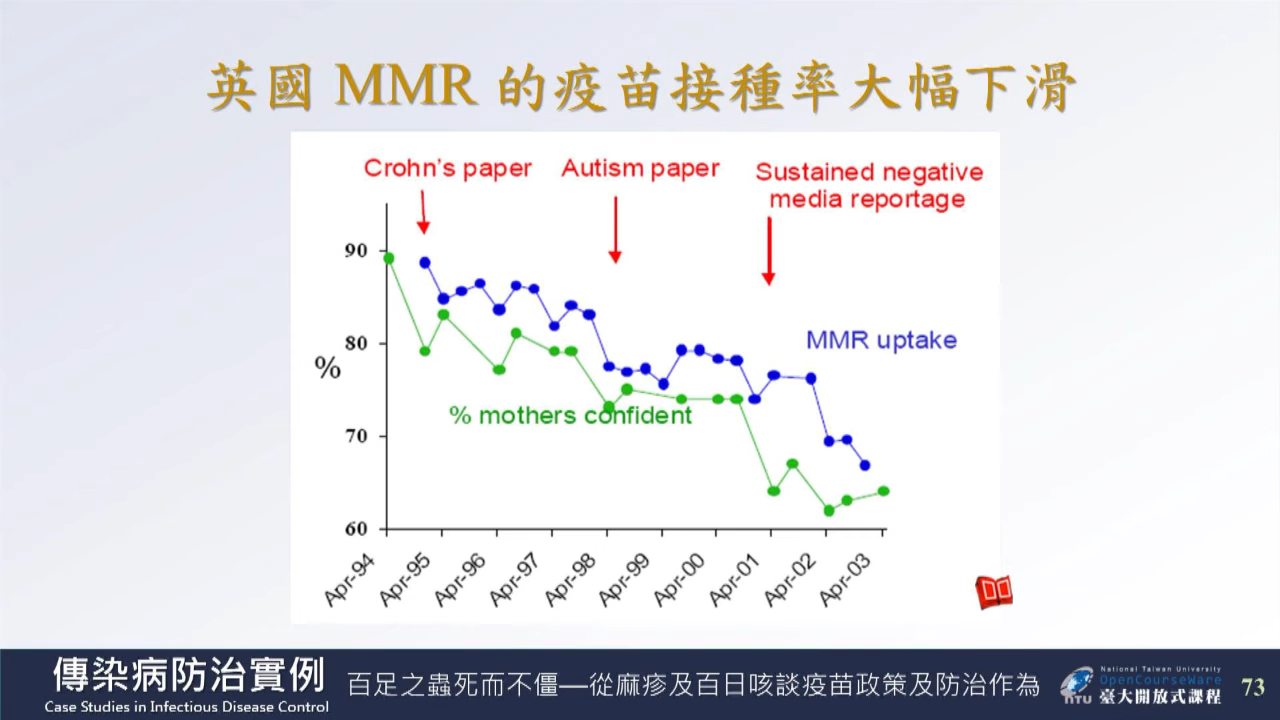 英國 MMR 的疫苗接種率大幅下滑
Crohn's paper
Autism paper
Sustained negative
media reportage
90
80
%
70
60
MMR uptake
% mothers confident
Apr-94
Apr-95
Apr-96
Apr-97
Apr-98
Apr-99
Apr-00
Apr-01
Apr-02
Apr-03
傳染病防治實例
Case Studies in Infectious Disease Control
百足之蟲死而不僵—從麻疹及百日咳談疫苗政策及防治作為
National Taiwan University
OpenCourseWare
NTU 臺大開放式課程
73